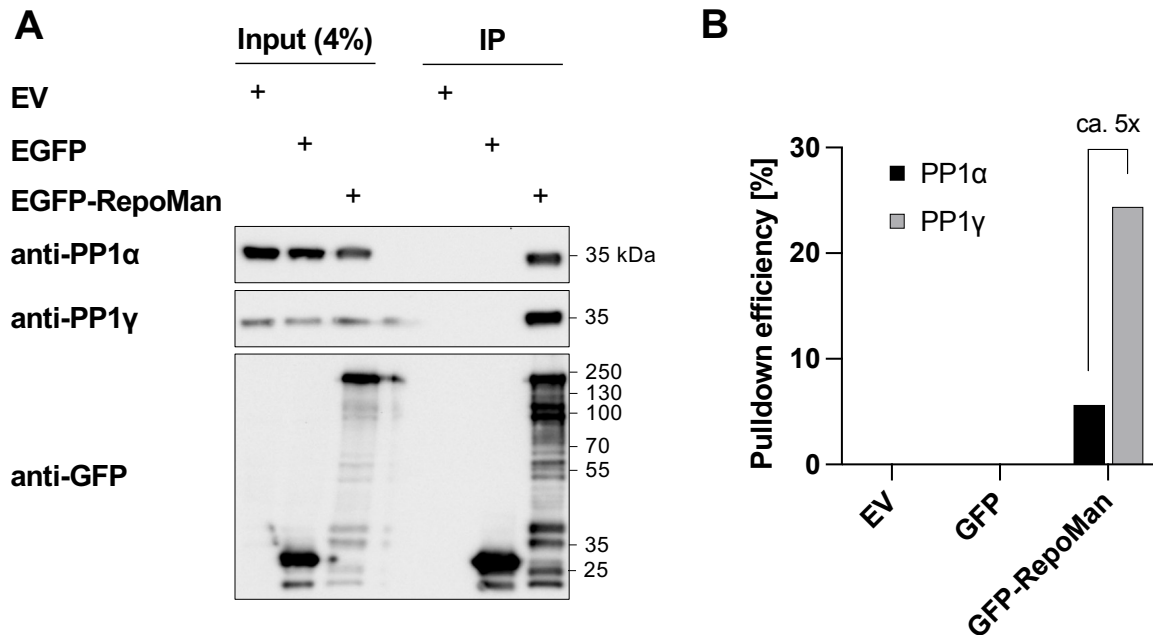 A
Input (4%) IP
EV + +
EGFP + +
EGFP-RepoMan + +
anti-PP1α 35 kDa
anti-PP1γ 35
anti-GFP
250
130
100
70
55
35
25
B
ca. 5x
Pulldown efficiency [%]
30
20
10
0
PP1α
PP1γ
EV
GFP
GFP-RepoMan